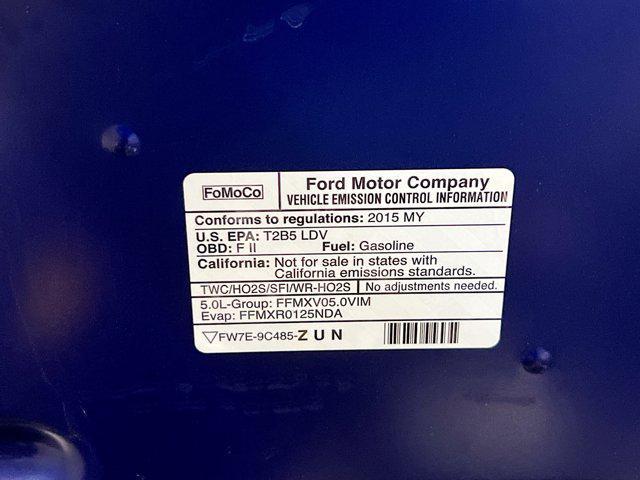 FoMoCo
Ford Motor Company
VEHICLE EMISSION CONTROL INFORMATION
Conforms to regulations: 2015 MY
U.S. EPA: T2B5 LDV
OBD: F II Fuel: Gasoline
California: Not for sale in states with
California emissions standards.
TWC/HO2S/SFI/WR-HO2S No adjustments needed.
5.0L-Group: FFMXV05.0VIM
Evap: FFMXR0125NDA
FW7E-9C485-Z U N